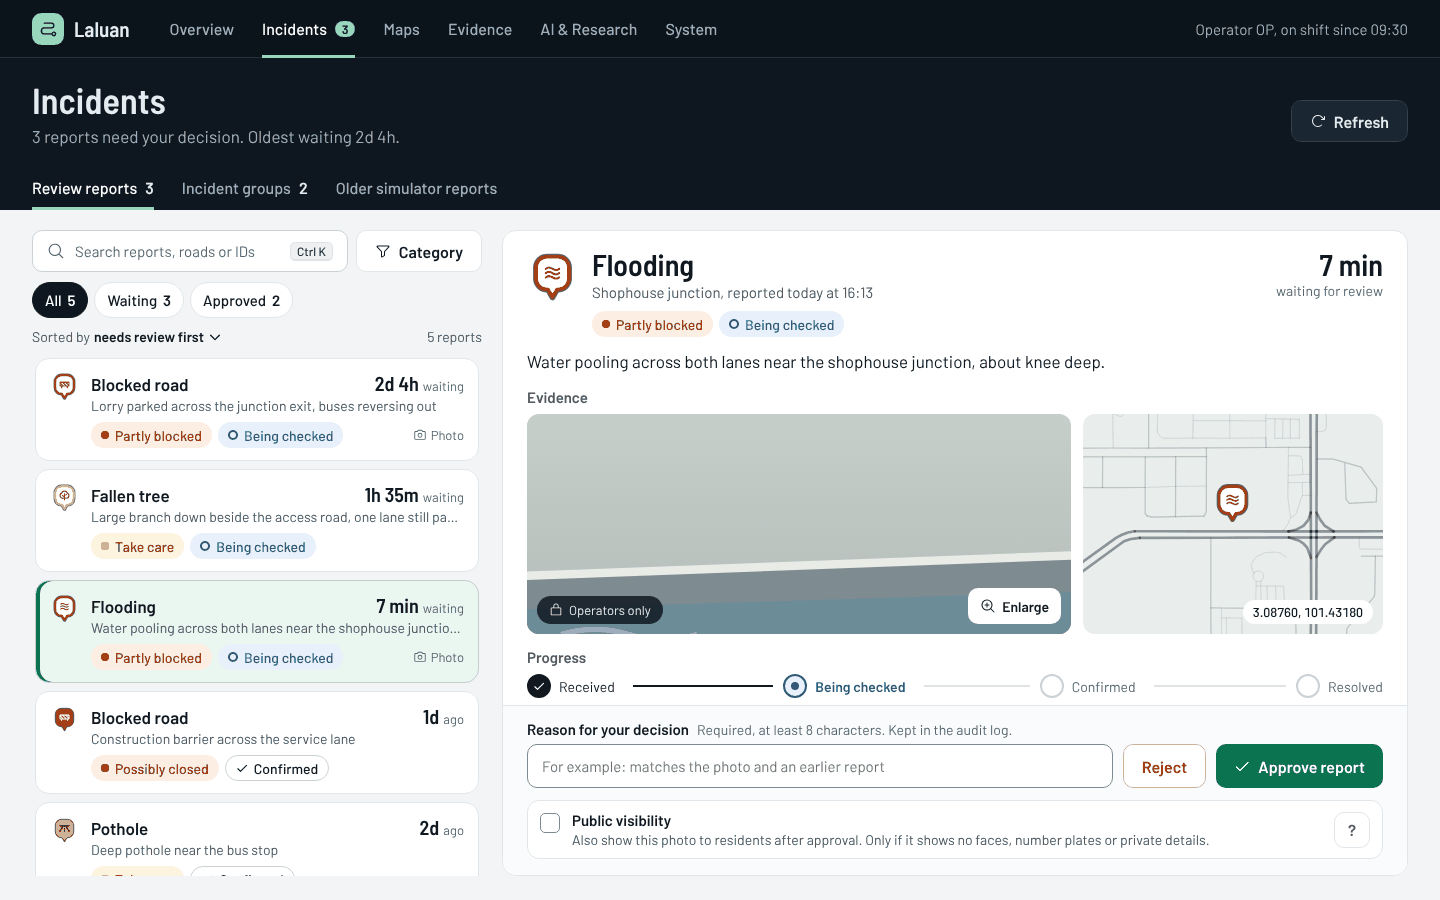 Laluan
Overview
Incidents 3
Maps
Evidence
AI & Research
System
Operator OP, on shift since 09:30
Incidents
3 reports need your decision. Oldest waiting 2d 4h.
Refresh
Review reports 3
Incident groups 2
Older simulator reports
Search reports, roads or IDs
Ctrl K
Category
All 5
Waiting 3
Approved 2
Sorted by needs review first
5 reports
Blocked road
2d 4h waiting
Lorry parked across the junction exit, buses reversing out
Partly blocked
Being checked
Photo
Fallen tree
1h 35m waiting
Large branch down beside the access road, one lane still pa...
Take care
Being checked
Flooding
7 min waiting
Water pooling across both lanes near the shophouse junctio...
Partly blocked
Being checked
Photo
Blocked road
1d ago
Construction barrier across the service lane
Possibly closed
Confirmed
Pothole
2d ago
Deep pothole near the bus stop
Flooding
7 min
Shophouse junction, reported today at 16:13
waiting for review
Partly blocked
Being checked
Water pooling across both lanes near the shophouse junction, about knee deep.
Evidence
Operators only
Enlarge
3.08760, 101.43180
Progress
Received
Being checked
Confirmed
Resolved
Reason for your decision Required, at least 8 characters. Kept in the audit log.
For example: matches the photo and an earlier report
Reject
Approve report
Public visibility
Also show this photo to residents after approval. Only if it shows no faces, number plates or private details.
?